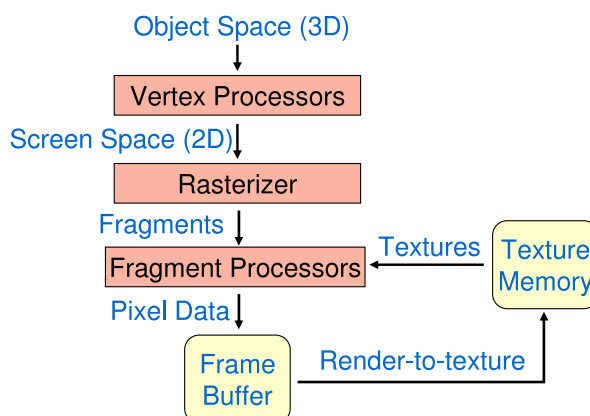 Object Space (3D)
Vertex Processors
Screen Space (2D)
Rasterizer
Fragments
Textures
Texture
Memory
Fragment Processors
Pixel Data
Frame
Buffer
Render-to-texture